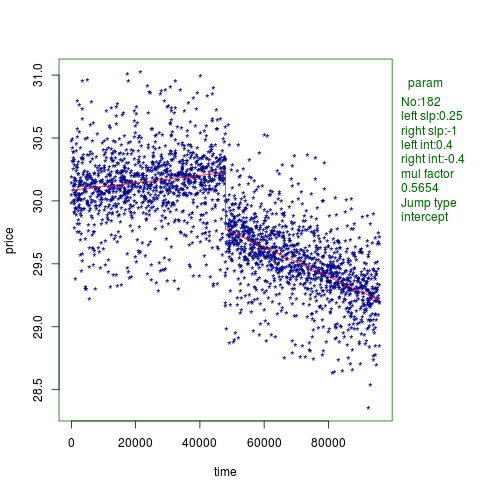 param
No:182
left slp:0.25
right slp:-1
left int:0.4
right int:-0.4
mul factor
0.5654
Jump type
intercept
price
31.0
30.5
30.0
29.5
29.0
28.5
0 20000 40000 60000 80000
time